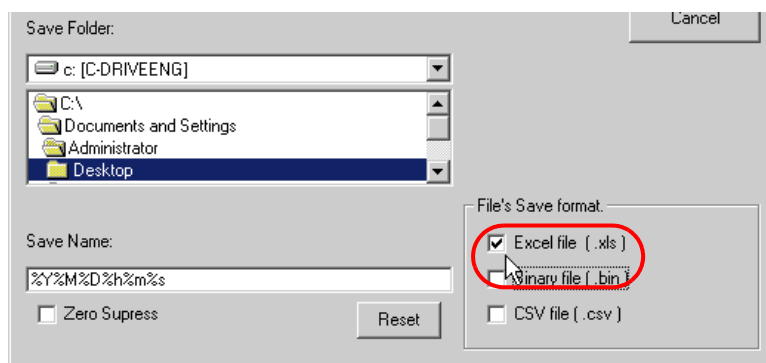 Cancel
Save Folder:
c: [C-DRIVEENG]
C:\
Documents and Settings
Administrator
Desktop
File's Save format.
Excel file ( .xls )
Binary file ( .bin )
CSV file ( .csv )
Save Name:
%Y%M%D%h%m%s
Zero Supress
Reset